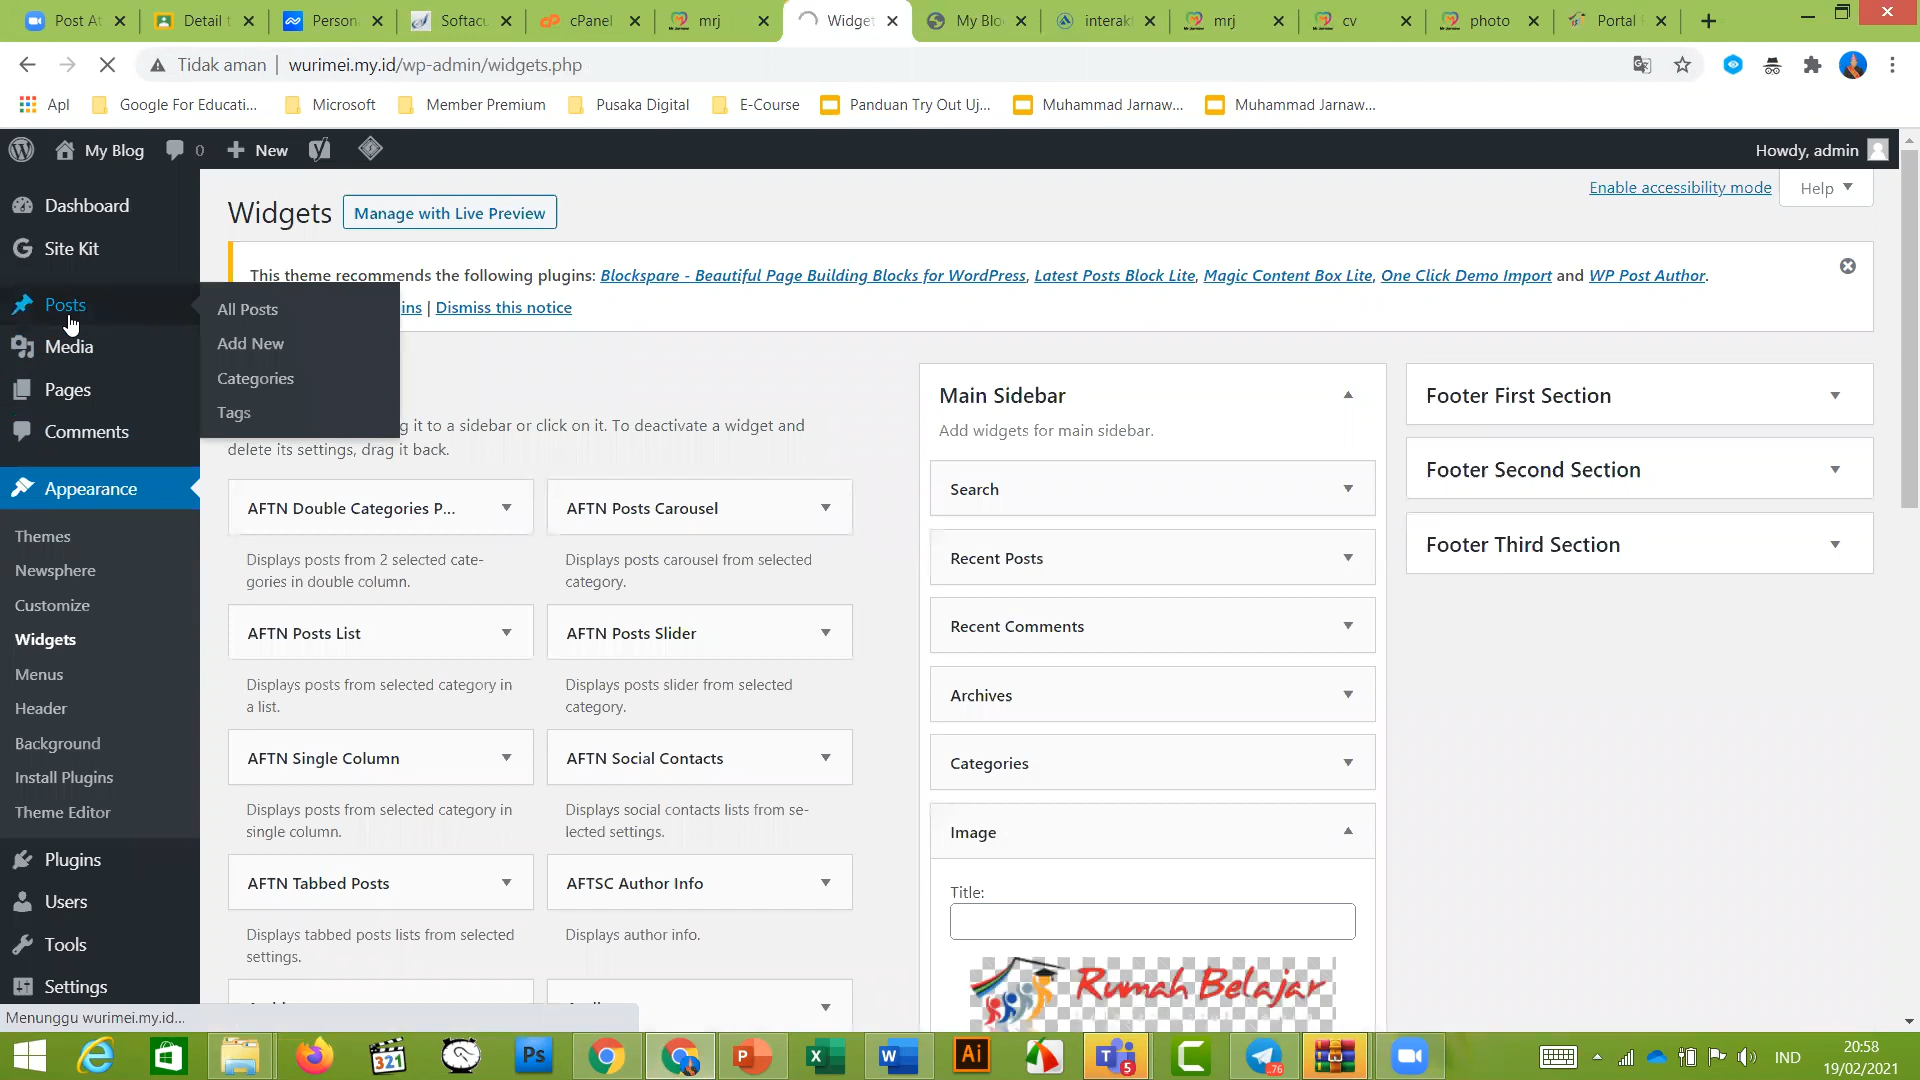 Post At
Detail t
Person
Softacu
cPanel
mrj
Widget
My Blo
interak
mrj
cv
photo
Portal
Tidak aman | wurimei.my.id/wp-admin/widgets.php
Apl
Google For Educati...
Microsoft
Member Premium
Pusaka Digital
E-Course
Panduan Try Out Uj...
Muhammad Jarnaw...
Muhammad Jarnaw...
My Blog
0
New
Howdy, admin
Dashboard
Site Kit
Posts
Media
Pages
Comments
Appearance
Themes
Newsphere
Customize
Widgets
Menus
Header
Background
Install Plugins
Theme Editor
Plugins
Users
Tools
Settings
All Posts
Add New
Categories
Tags
Enable accessibility mode
Help
Widgets
Manage with Live Preview
This theme recommends the following plugins: Blockspare - Beautiful Page Building Blocks for WordPress, Latest Posts Block Lite, Magic Content Box Lite, One Click Demo Import and WP Post Author.
ins | Dismiss this notice
g it to a sidebar or click on it. To deactivate a widget and
delete its settings, drag it back.
AFTN Double Categories P...
Displays posts from 2 selected cate-
gories in double column.
AFTN Posts Carousel
Displays posts carousel from selected
category.
AFTN Posts List
Displays posts from selected category in
a list.
AFTN Posts Slider
Displays posts slider from selected
category.
AFTN Single Column
Displays posts from selected category in
single column.
AFTN Social Contacts
Displays social contacts lists from se-
lected settings.
AFTN Tabbed Posts
Displays tabbed posts lists from selected
settings.
AFTSC Author Info
Displays author info.
Main Sidebar
Add widgets for main sidebar.
Search
Recent Posts
Recent Comments
Archives
Categories
Image
Title:
Rumah Belajar
Footer First Section
Footer Second Section
Footer Third Section
Menunggu wurimei.my.id...
321
Ps
Ai
5
76
IND
20:58
19/02/2021